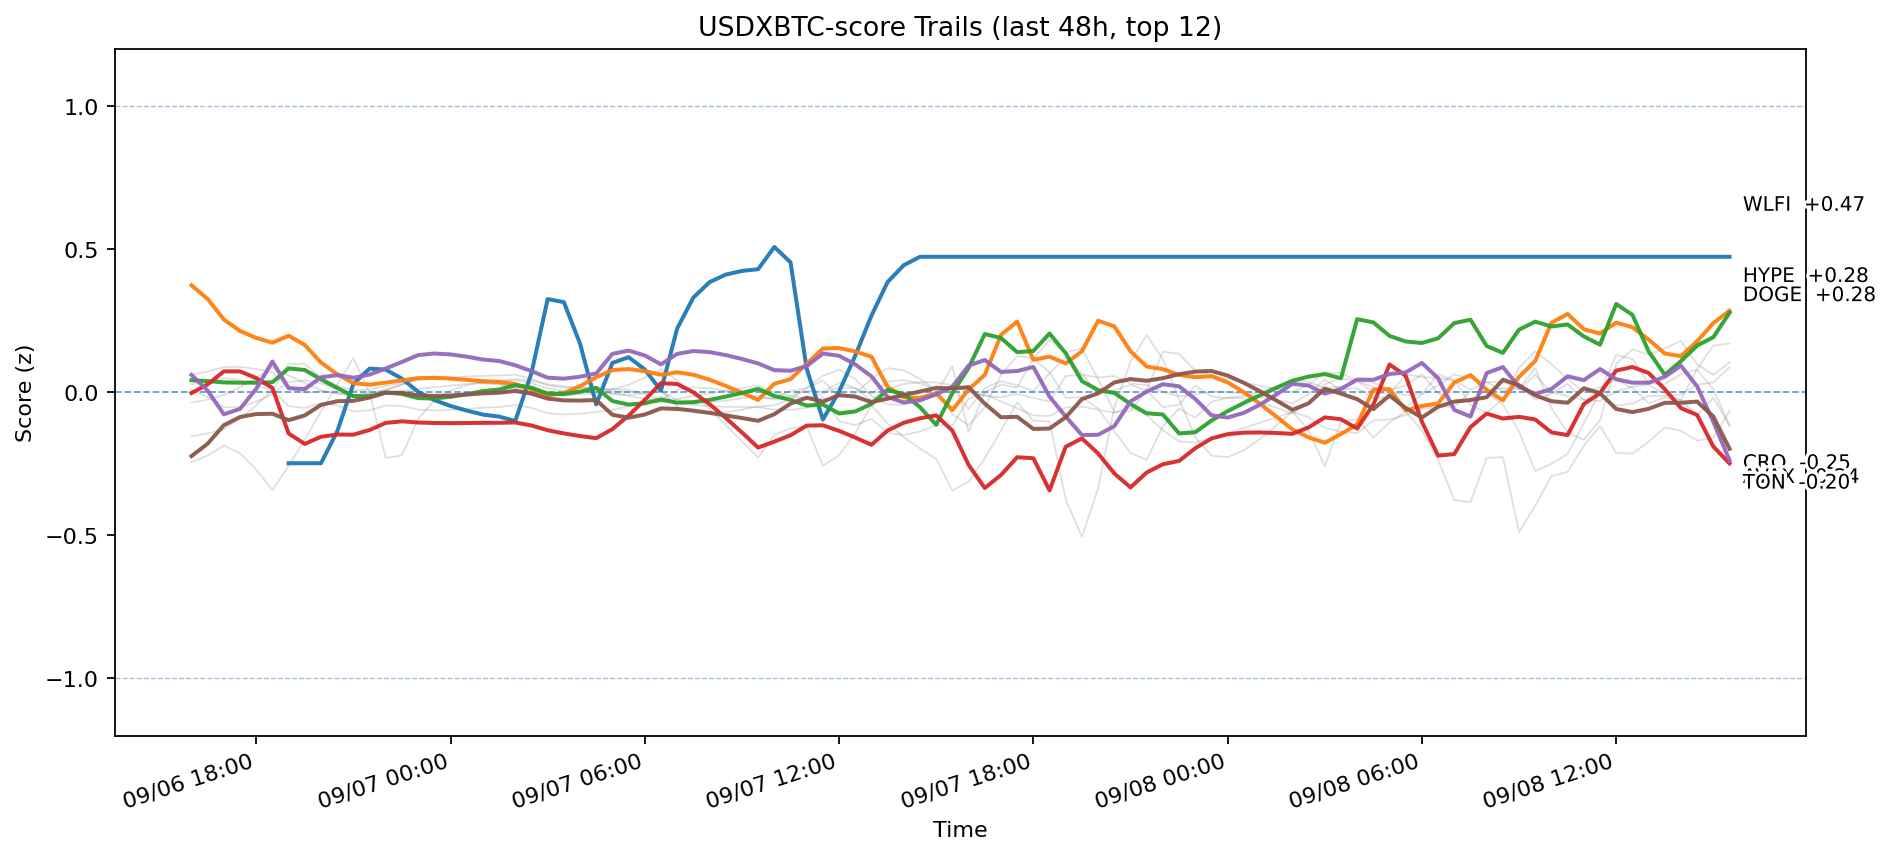 USDXBTC-score Trails (last 48h, top 12)
Score (z)
1.0
0.5
0.0
−0.5
−1.0
WLFI +0.47
HYPE +0.28
DOGE +0.28
CRO -0.25
TON -0.20
09/06 18:00
09/07 00:00
09/07 06:00
09/07 12:00
09/07 18:00
09/08 00:00
09/08 06:00
09/08 12:00
Time